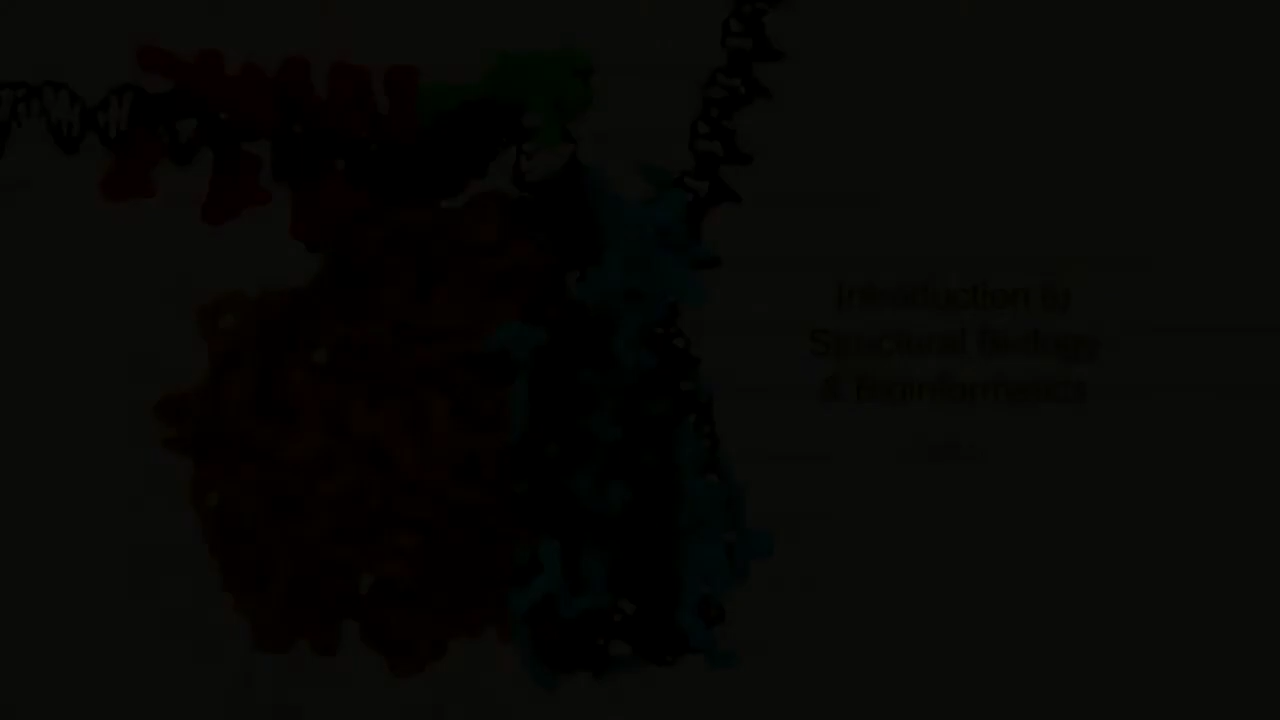 Introduction to
Structural Biology
& Bioinformatics